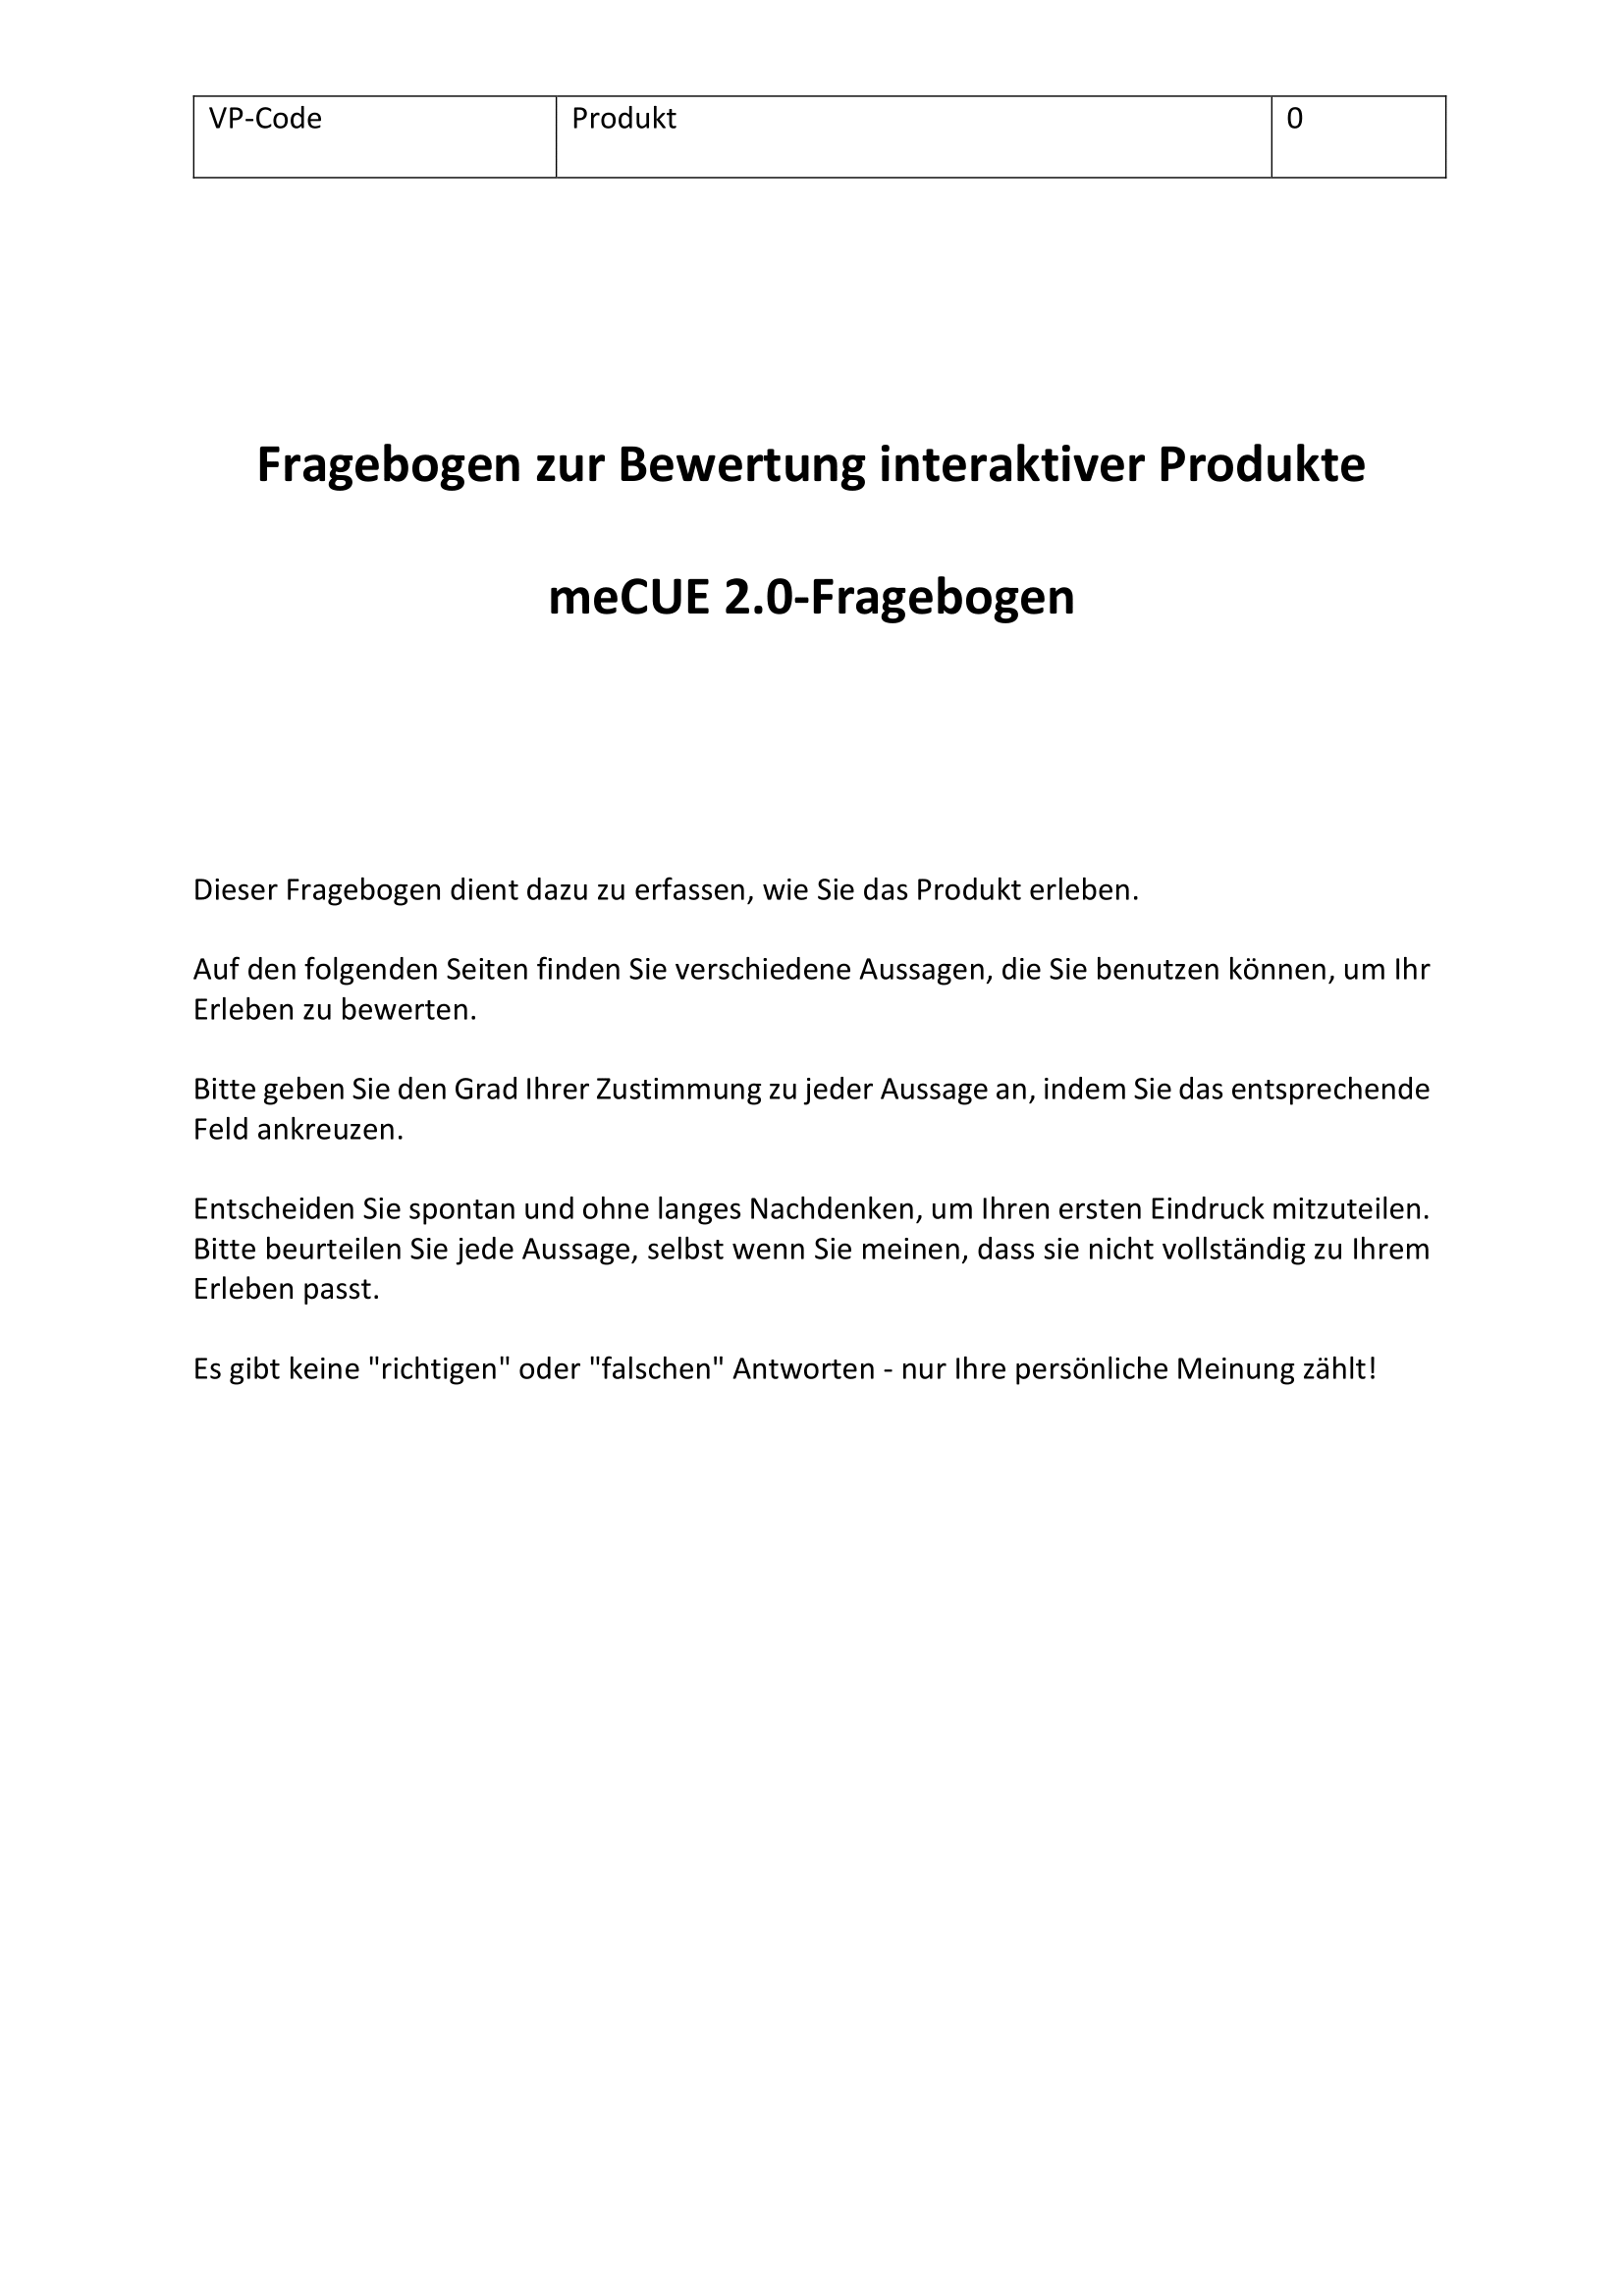 VP-Code Produkt 0
Fragebogen zur Bewertung interaktiver Produkte
meCUE 2.0-Fragebogen
Dieser Fragebogen dient dazu zu erfassen, wie Sie das Produkt erleben.
Auf den folgenden Seiten finden Sie verschiedene Aussagen, die Sie benutzen können, um Ihr
Erleben zu bewerten.
Bitte geben Sie den Grad Ihrer Zustimmung zu jeder Aussage an, indem Sie das entsprechende
Feld ankreuzen.
Entscheiden Sie spontan und ohne langes Nachdenken, um Ihren ersten Eindruck mitzuteilen.
Bitte beurteilen Sie jede Aussage, selbst wenn Sie meinen, dass sie nicht vollständig zu Ihrem
Erleben passt.
Es gibt keine "richtigen" oder "falschen" Antworten - nur Ihre persönliche Meinung zählt!